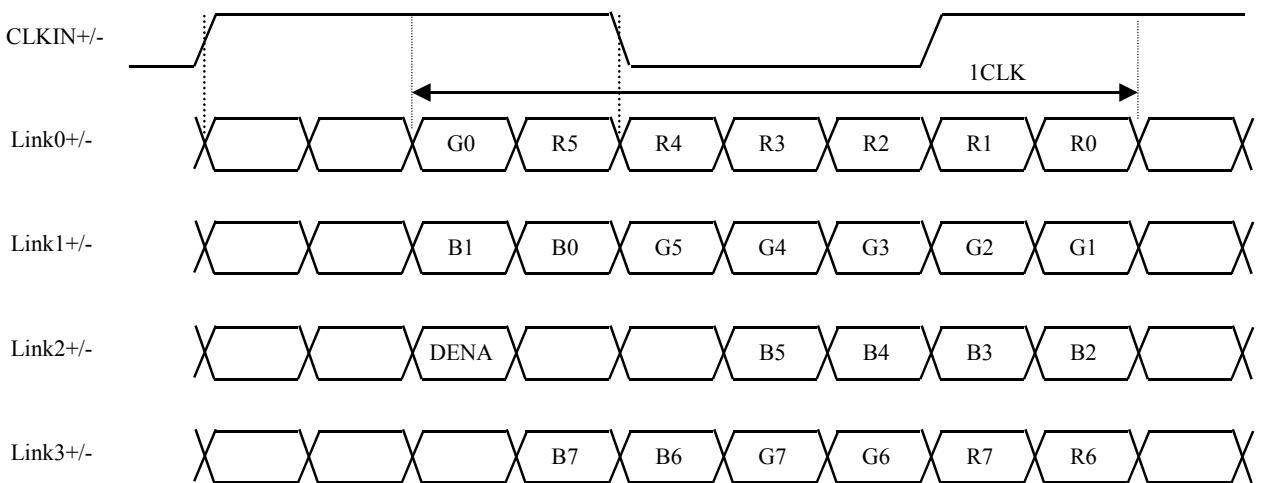 CLKIN+/-
1CLK
Link0+/- G0 R5 R4 R3 R2 R1 R0
Link1+/- B1 B0 G5 G4 G3 G2 G1
Link2+/- DENA B5 B4 B3 B2
Link3+/- B7 B6 G7 G6 R7 R6